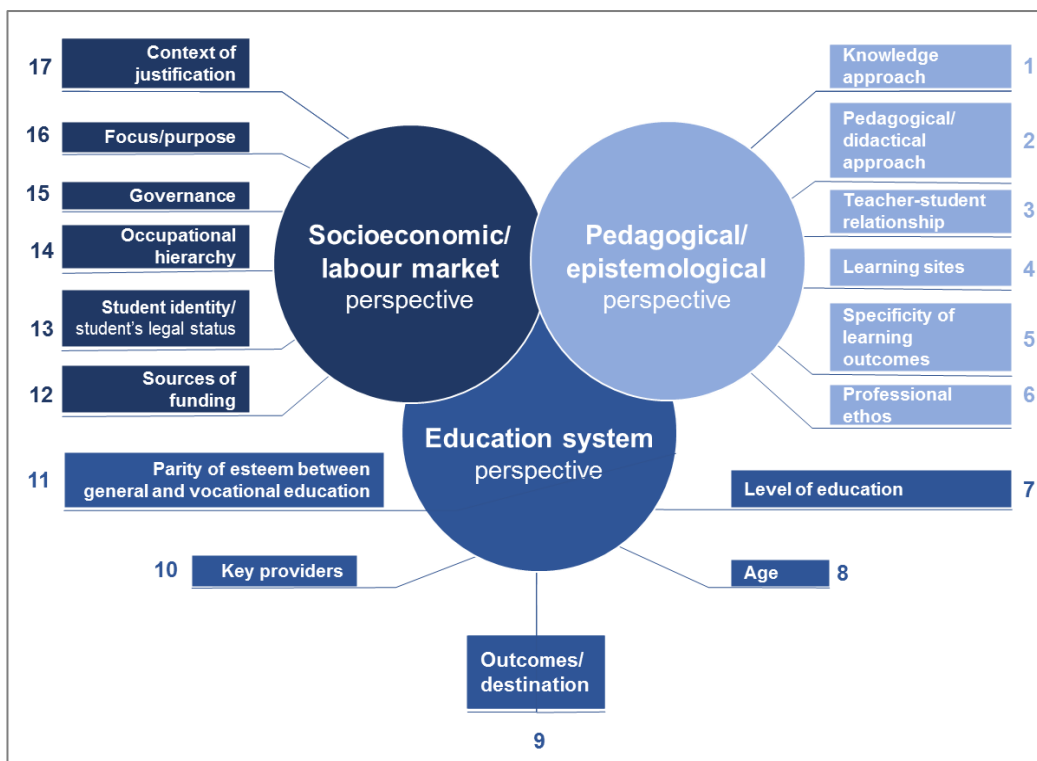 17
Context of
justification
16
Focus/purpose
15
Governance
14
Occupational
hierarchy
13
Student identity/
student's legal status
12
Sources of
funding
Socioeconomic/
labour market
perspective
Pedagogical/
epistemological
perspective
Knowledge
approach
1
Pedagogical/
didactical
approach
2
Teacher-student
relationship
3
Learning sites
4
Specificity of
learning
outcomes
5
Professional
ethos
6
Education system
perspective
11
Parity of esteem between
general and vocational education
Level of education
7
10
Key providers
Age
8
Outcomes/
destination
9